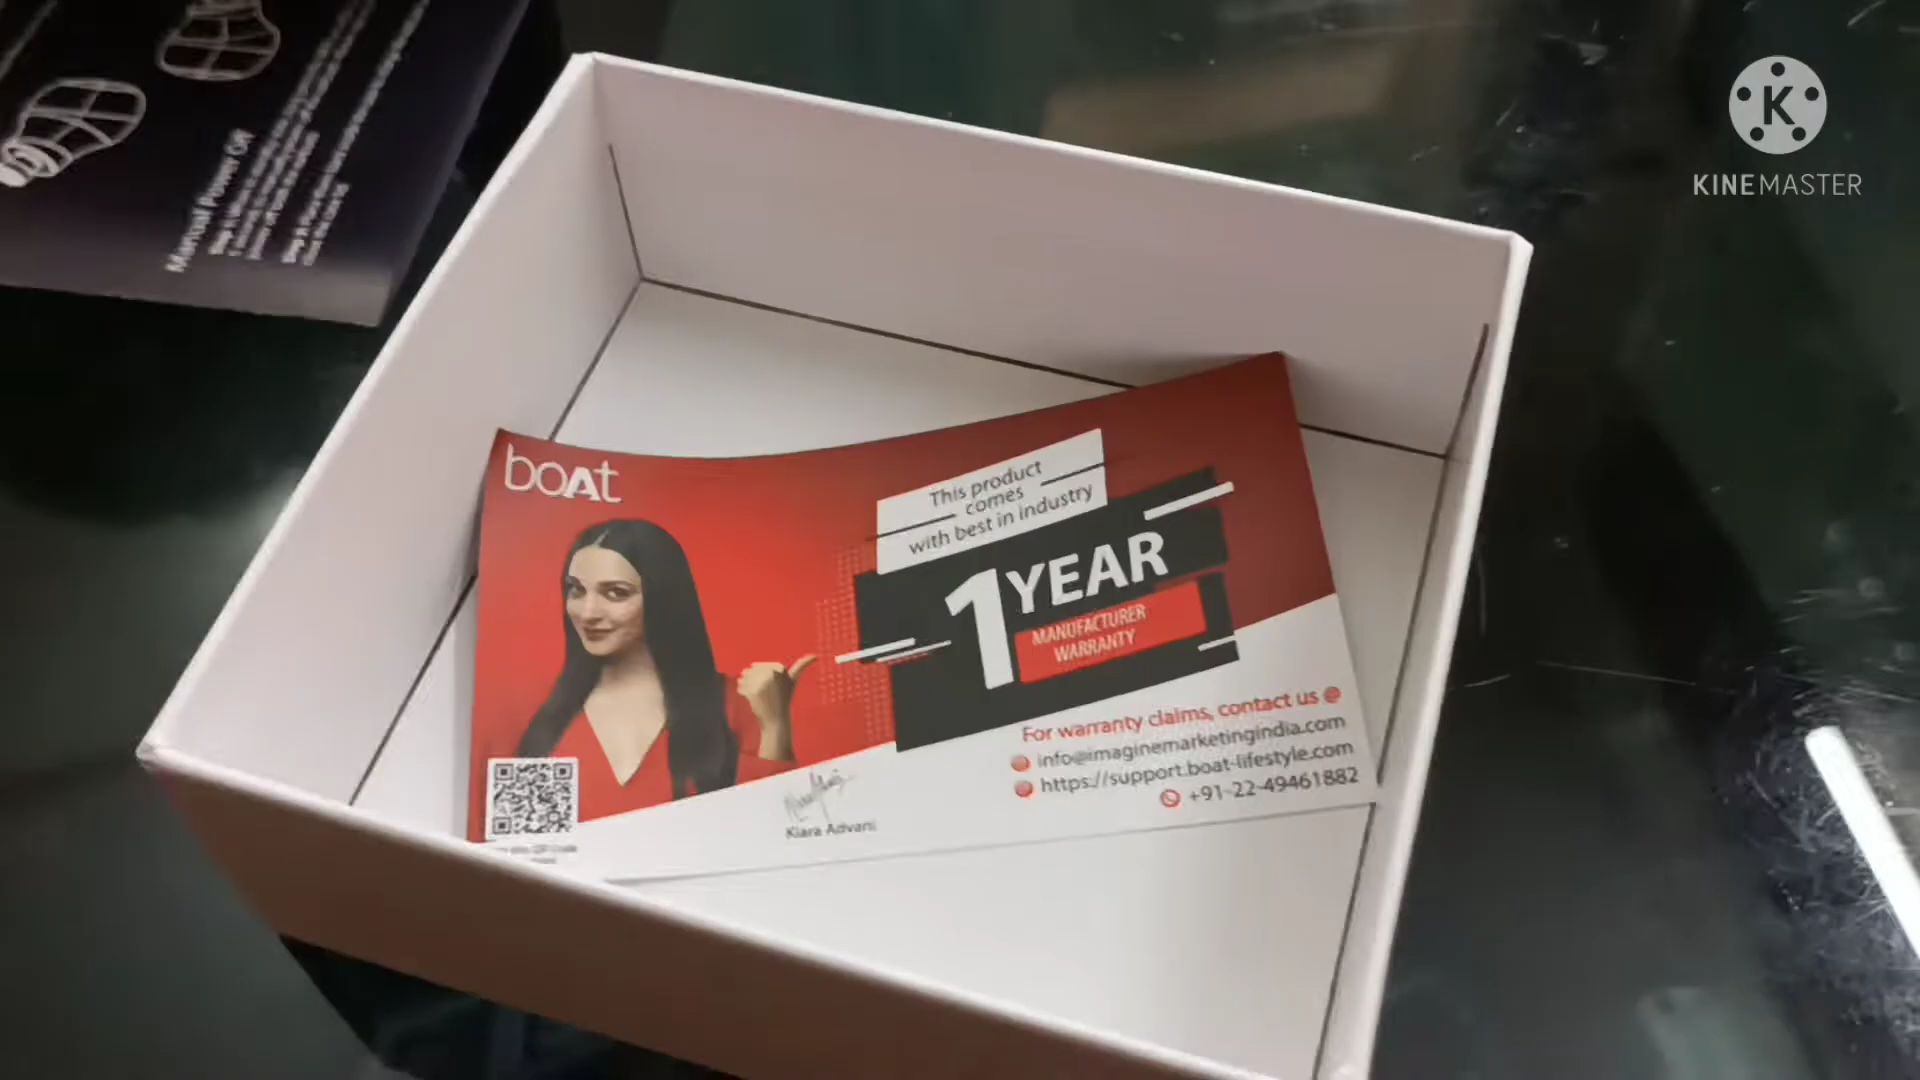 Manual Power Off
KINEMASTER
boAt
This product
comes
with best in industry
1 YEAR
MANUFACTURER
WARRANTY
For warranty claims, contact us @
info@imaginemarketingindia.com
https://support.boat-lifestyle.com
+91-22-49461882
Kiara Advani